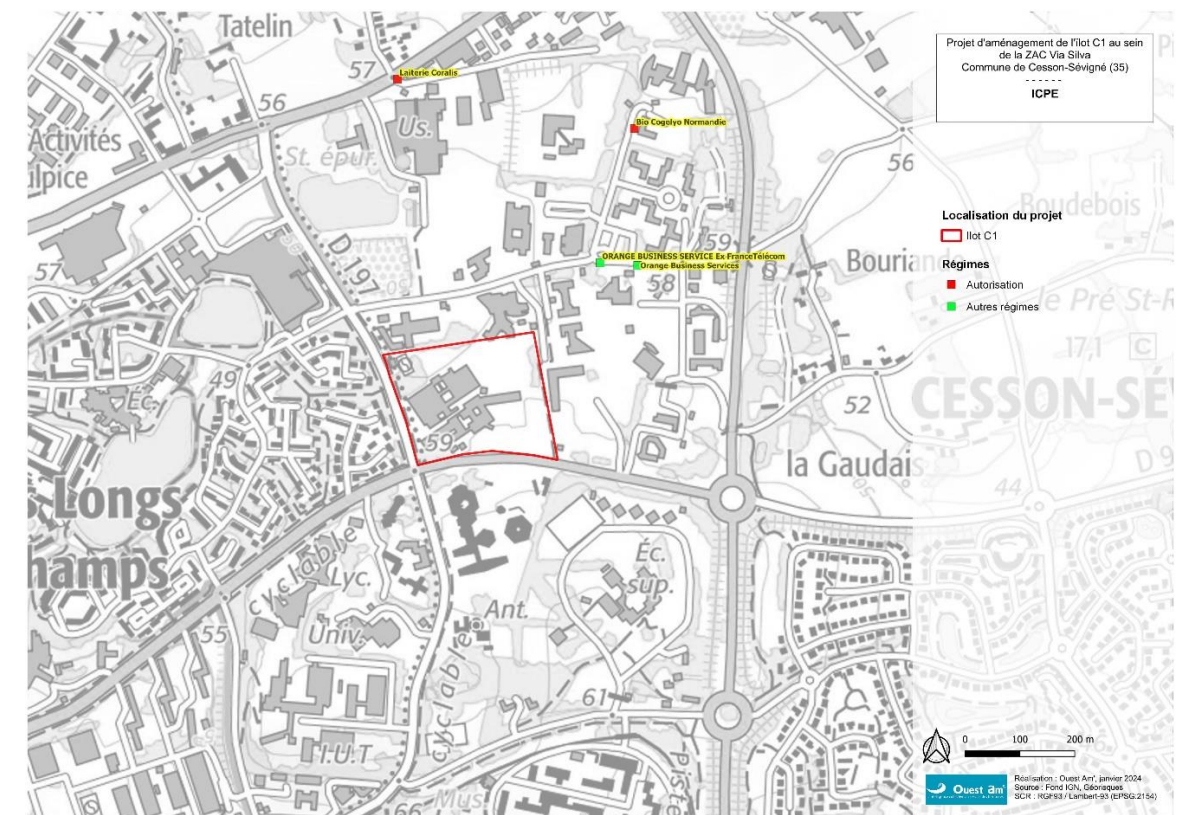 Tatelin
57
Laiterie Coralis
Projet d'aménagement de l'îlot C1 au sein
de la ZAC Via Silva
Commune de Cesson-Sévigné (35)
- - - - - -
ICPE
56
Us.
Bio Cogelyo Normandie
Activités
ulpice
St. épur.
56
Boudebois
Localisation du projet
Ilot C1
Régimes
Autorisation
Autres régimes
57
D 197
59
ORANGE BUSINESS SERVICE Ex FranceTélécom
Orange Business Services
58
Bouriande
e Pré St-R
17,1 C
49
Éc.
CESSON-SÉV
52
59
la Gaudais
D 9
44
Longs
hamps
cyclable
Lyc.
Éc.
sup.
Ant.
Univ.
55
cyclable
61
I.U.T
Mus.
Piste
66
0 100 200 m
Ouest am'
Réalisation : Ouest Am', janvier 2024
Source : Fond IGN, Géorisques
SCR : RGF93 / Lambert-93 (EPSG:2154)